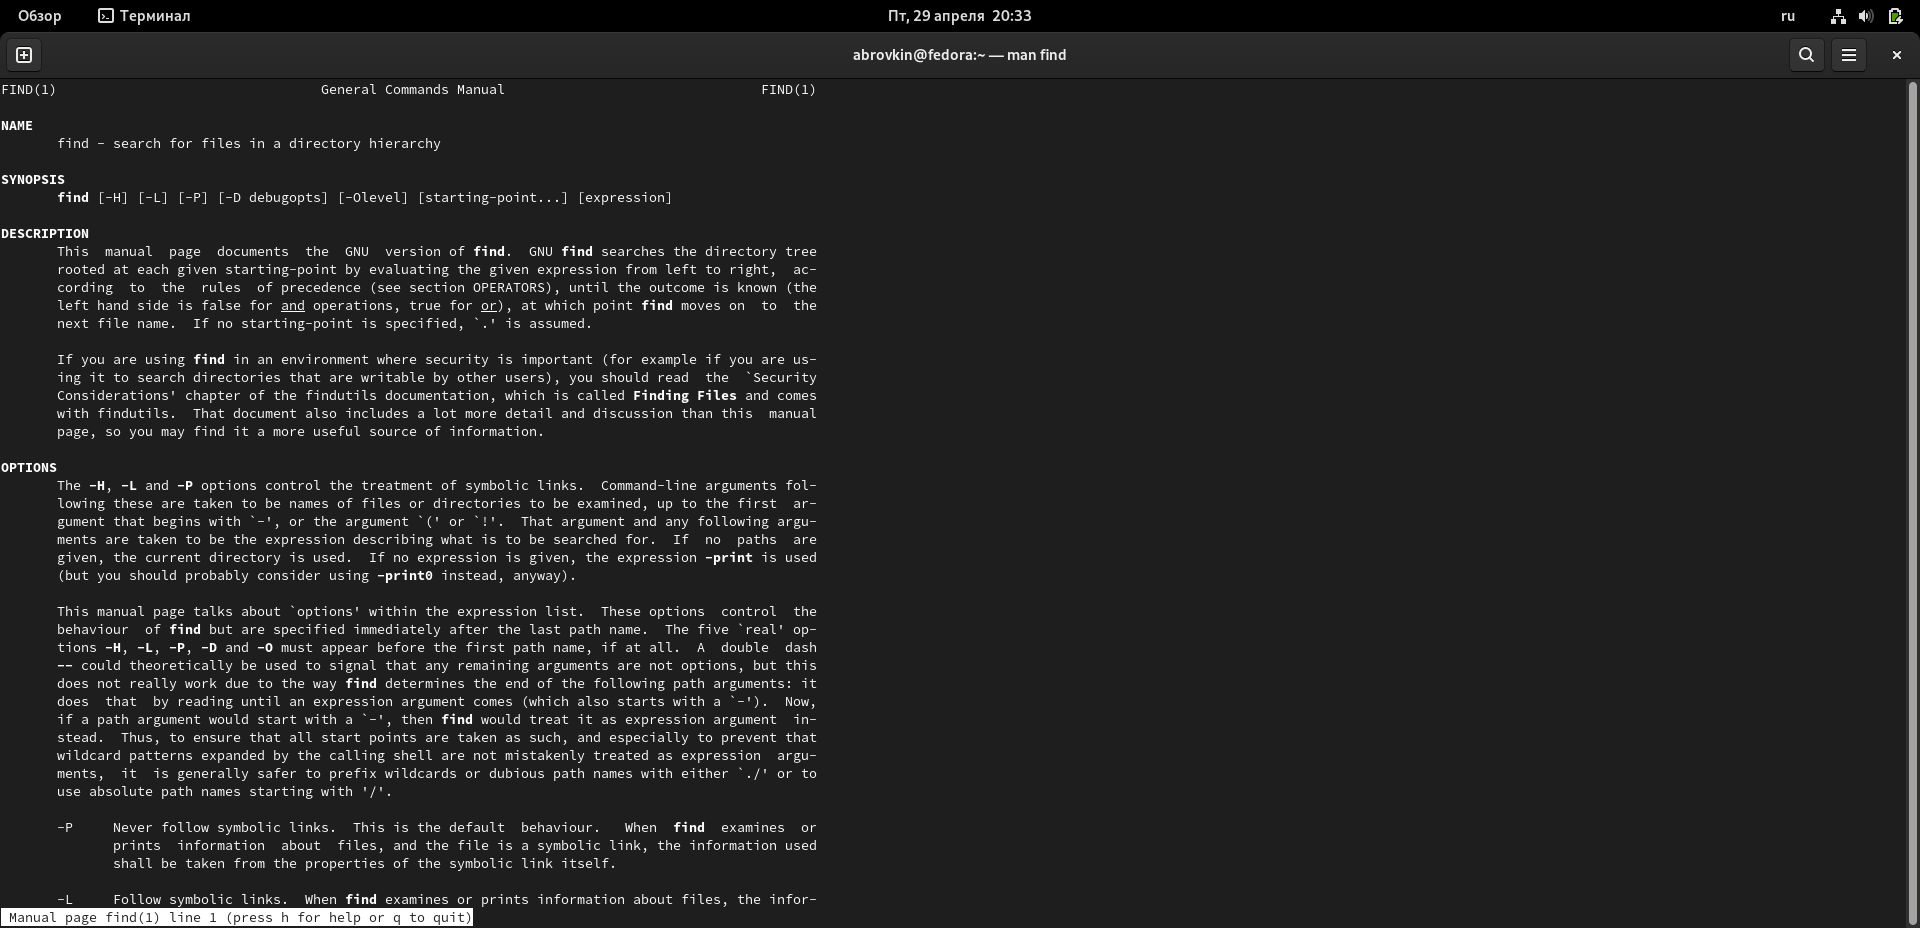 Обзор Терминал Пт, 29 апреля 20:33 ru
abrovkin@fedora:~ — man find
FIND(1) General Commands Manual FIND(1)
NAME
find - search for files in a directory hierarchy
SYNOPSIS
find [-H] [-L] [-P] [-D debugopts] [-Olevel] [starting-point...] [expression]
DESCRIPTION
This manual page documents the GNU version of find. GNU find searches the directory tree
rooted at each given starting-point by evaluating the given expression from left to right, ac-
cording to the rules of precedence (see section OPERATORS), until the outcome is known (the
left hand side is false for and operations, true for or), at which point find moves on to the
next file name. If no starting-point is specified, `.' is assumed.
If you are using find in an environment where security is important (for example if you are us-
ing it to search directories that are writable by other users), you should read the `Security
Considerations' chapter of the findutils documentation, which is called Finding Files and comes
with findutils. That document also includes a lot more detail and discussion than this manual
page, so you may find it a more useful source of information.
OPTIONS
The -H, -L and -P options control the treatment of symbolic links. Command-line arguments fol-
lowing these are taken to be names of files or directories to be examined, up to the first ar-
gument that begins with `-', or the argument `(' or `!'. That argument and any following argu-
ments are taken to be the expression describing what is to be searched for. If no paths are
given, the current directory is used. If no expression is given, the expression -print is used
(but you should probably consider using -print0 instead, anyway).
This manual page talks about `options' within the expression list. These options control the
behaviour of find but are specified immediately after the last path name. The five `real' op-
tions -H, -L, -P, -D and -O must appear before the first path name, if at all. A double dash
-- could theoretically be used to signal that any remaining arguments are not options, but this
does not really work due to the way find determines the end of the following path arguments: it
does that by reading until an expression argument comes (which also starts with a `-'). Now,
if a path argument would start with a `-', then find would treat it as expression argument in-
stead. Thus, to ensure that all start points are taken as such, and especially to prevent that
wildcard patterns expanded by the calling shell are not mistakenly treated as expression argu-
ments, it is generally safer to prefix wildcards or dubious path names with either `./' or to
use absolute path names starting with '/'.
-P Never follow symbolic links. This is the default behaviour. When find examines or
prints information about files, and the file is a symbolic link, the information used
shall be taken from the properties of the symbolic link itself.
-L Follow symbolic links. When find examines or prints information about files, the infor-
Manual page find(1) line 1 (press h for help or q to quit)